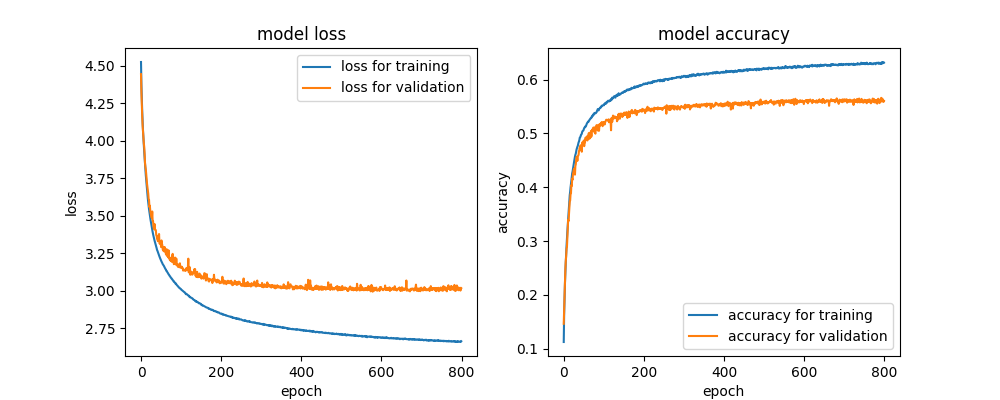 model loss
4.50
4.25
4.00
3.75
3.50
3.25
3.00
2.75
loss
0
200
400
600
800
epoch
loss for training
loss for validation
model accuracy
0.6
0.5
0.4
0.3
0.2
0.1
accuracy
0
200
400
600
800
epoch
accuracy for training
accuracy for validation